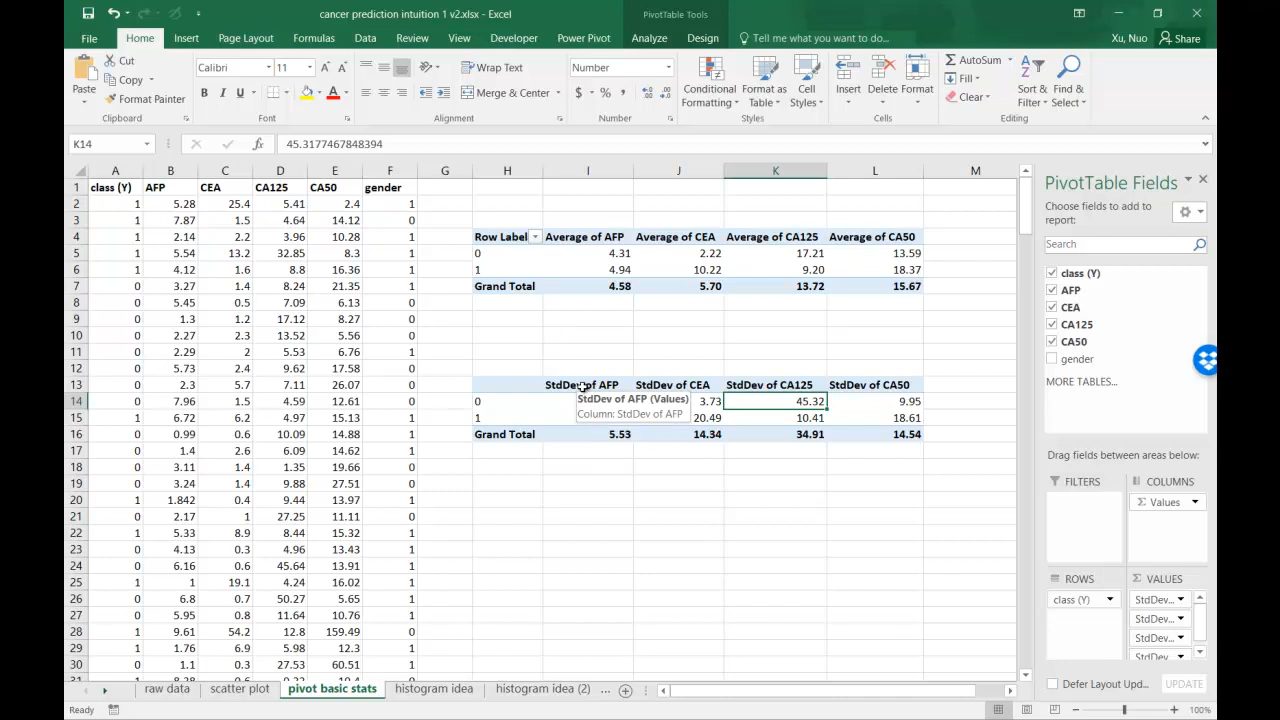 cancer prediction intuition 1 v2.xlsx - Excel
PivotTable Tools
File Home Insert Page Layout Formulas Data Review View Developer Power Pivot Analyze Design Tell me what you want to do... Xu, Nuo Share
Paste
Cut
Copy
Format Painter
Clipboard
Calibri 11
B I U
Font
Wrap Text
Merge & Center
Alignment
Number
$ % ,
Number
Conditional Formatting
Format as Table
Cell Styles
Styles
Insert Delete Format
Cells
AutoSum
Fill
Clear
Sort & Filter
Find & Select
Editing
K14 fx 45.3177467848394
A B C D E F G H I J K L M
1 class (Y) AFP CEA CA125 CA50 gender
2 1 5.28 25.4 5.41 2.4 1
3 1 7.87 1.5 4.64 14.12 0
4 1 2.14 2.2 3.96 10.28 1 Row Label Average of AFP Average of CEA Average of CA125 Average of CA50
5 1 5.54 13.2 32.85 8.3 1 0 4.31 2.22 17.21 13.59
6 1 4.12 1.6 8.8 16.36 1 1 4.94 10.22 9.20 18.37
7 0 3.27 1.4 8.24 21.35 1 Grand Total 4.58 5.70 13.72 15.67
8 0 5.45 0.5 7.09 6.13 0
9 0 1.3 1.2 17.12 8.27 0
10 0 2.27 2.3 13.52 5.56 0
11 0 2.29 2 5.53 6.76 1
12 0 5.73 2.4 9.62 17.58 0
13 0 2.3 5.7 7.11 26.07 0 StdDev of AFP StdDev of CEA StdDev of CA125 StdDev of CA50
14 0 7.96 1.4 4.59 12.61 0 0 3.73 45.32 9.95
15 1 6.72 6.2 4.97 15.13 1 1 20.49 10.41 18.61
16 0 0.99 0.6 10.09 14.88 1 Grand Total 5.53 14.34 34.91 14.54
17 0 1.4 2.6 6.09 14.62 1
18 0 3.11 1.4 1.35 19.66 0
19 0 3.51 1.4 9.88 27.51 0
20 1 1.842 0.4 9.44 13.97 1
21 0 2.17 1 27.25 11.11 0
22 1 5.33 8.9 8.44 15.32 1
23 0 4.13 0.3 4.96 13.43 1
24 0 6.16 0.6 45.64 13.91 1
25 1 1 19.1 4.24 16.02 1
26 0 6.8 0.7 50.27 5.65 1
27 0 5.95 0.8 11.64 10.76 1
28 1 9.61 54.2 12.8 159.49 0
29 1 1.76 6.9 5.98 12.3 1
30 0 1.1 0.3 27.53 60.51 1
StdDev of AFP (Values)
Column: StdDev of AFP
PivotTable Fields
Choose fields to add to report:
Search
class (Y)
AFP
CEA
CA125
CA50
gender
MORE TABLES...
Drag fields between areas below:
FILTERS
COLUMNS
Σ Values
ROWS
class (Y)
Σ VALUES
StdDev...
StdDev...
StdDev...
Defer Layout Upd... UPDATE
raw data scatter plot pivot basic stats histogram idea histogram idea (2) ...
Ready 100%